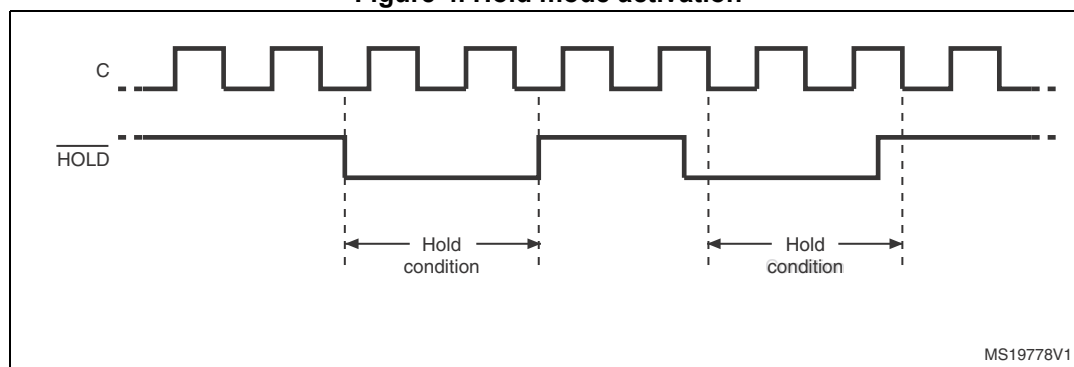 Figure 4. Hold mode activation
C
HOLD
Hold
condition
Hold
condition
MS19778V1